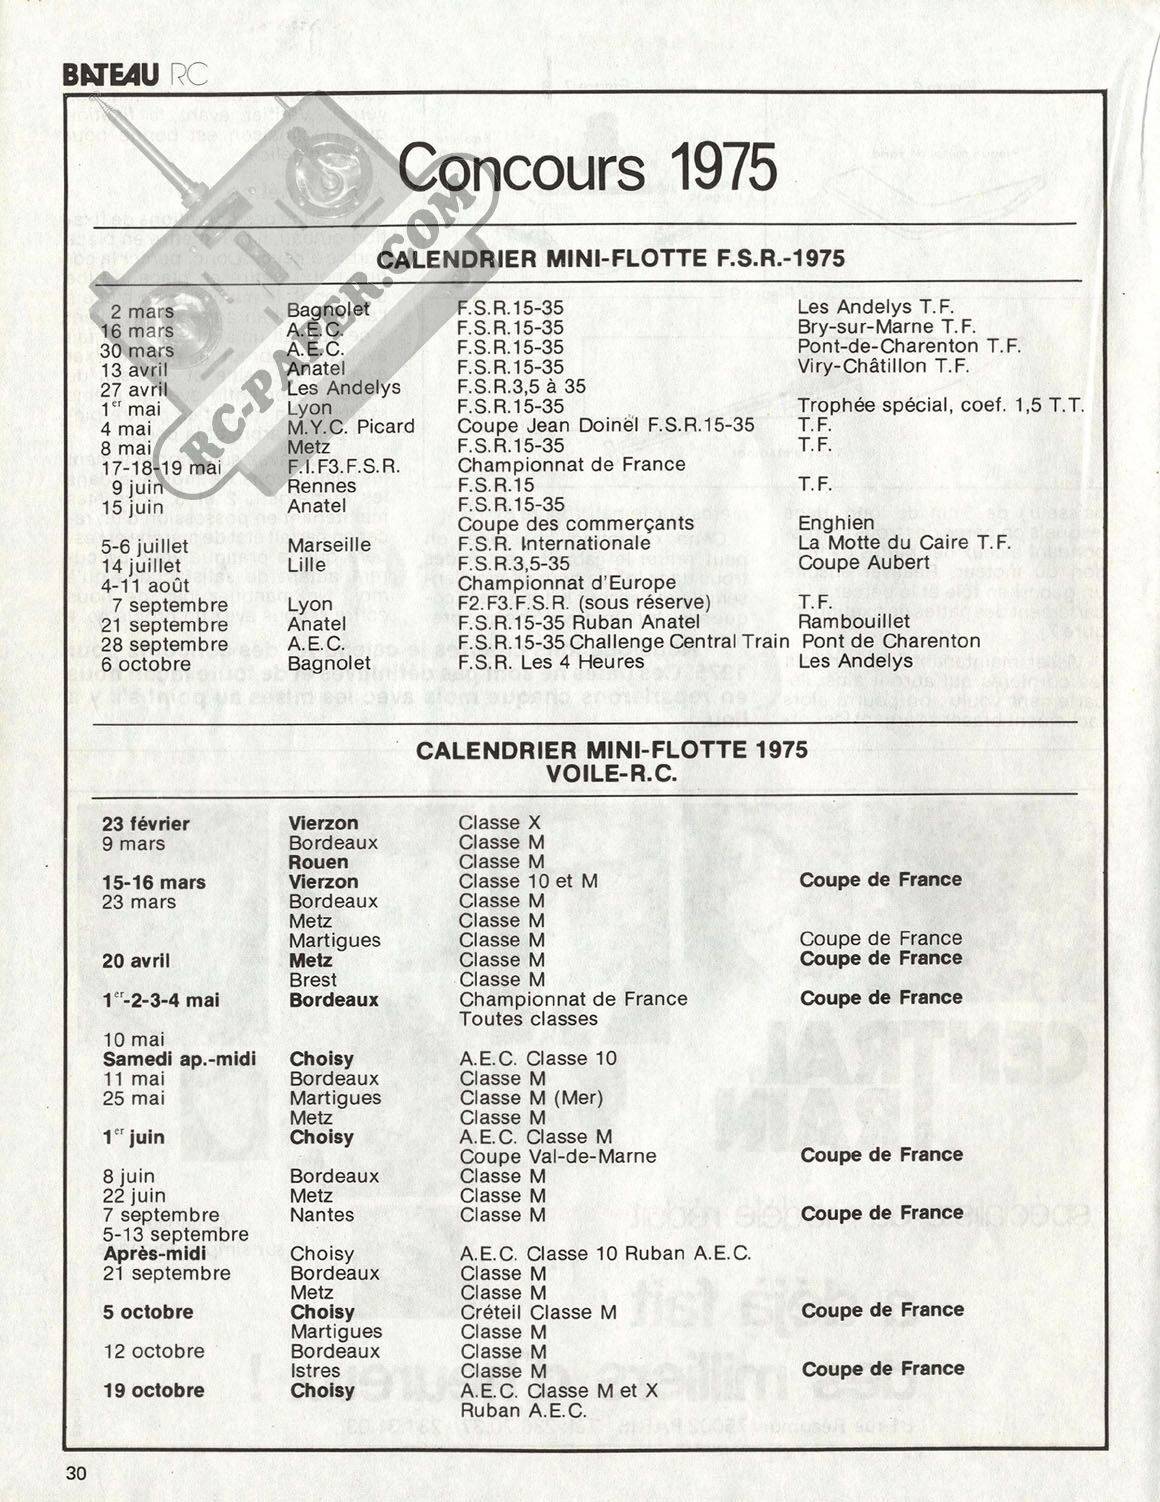 BATEAU RC
Concours 1975
CALENDRIER MINI-FLOTTE F.S.R.-1975
2 mars Bagnolet F.S.R.15-35 Les Andelys T.F.
16 mars A.E.C. F.S.R.15-35 Bry-sur-Marne T.F.
30 mars A.E.C. F.S.R.15-35 Pont-de-Charenton T.F.
13 avril Anatel F.S.R.15-35 Viry-Châtillon T.F.
27 avril Les Andelys F.S.R.3,5 à 35
1er mai Lyon F.S.R.15-35 Trophée spécial, coef. 1,5 T.T.
4 mai M.Y.C. Picard Coupe Jean Doinël F.S.R.15-35 T.F.
8 mai Metz F.S.R.15-35 T.F.
17-18-19 mai F.I.F3.F.S.R. Championnat de France
9 juin Rennes F.S.R.15 T.F.
15 juin Anatel F.S.R.15-35
Coupe des commerçants Enghien
5-6 juillet Marseille F.S.R. Internationale La Motte du Caire T.F.
14 juillet Lille F.S.R.3,5-35 Coupe Aubert
4-11 août Championnat d'Europe
7 septembre Lyon F2.F3.F.S.R. (sous réserve) T.F.
21 septembre Anatel F.S.R.15-35 Ruban Anatel Rambouillet
28 septembre A.E.C. F.S.R.15-35 Challenge Central Train Pont de Charenton
6 octobre Bagnolet F.S.R. Les 4 Heures Les Andelys
CALENDRIER MINI-FLOTTE 1975
VOILE-R.C.
23 février Vierzon Classe X
9 mars Bordeaux Classe M
Rouen Classe M
15-16 mars Vierzon Classe 10 et M Coupe de France
23 mars Bordeaux Classe M
Metz Classe M
Martigues Classe M Coupe de France
20 avril Metz Classe M Coupe de France
Brest Classe M
1er-2-3-4 mai Bordeaux Championnat de France Coupe de France
Toutes classes
10 mai
Samedi ap.-midi Choisy A.E.C. Classe 10
11 mai Bordeaux Classe M
25 mai Martigues Classe M (Mer)
Metz Classe M
1er juin Choisy A.E.C. Classe M
Coupe Val-de-Marne Coupe de France
8 juin Bordeaux Classe M
22 juin Metz Classe M
7 septembre Nantes Classe M Coupe de France
5-13 septembre
Après-midi Choisy A.E.C. Classe 10 Ruban A.E.C.
21 septembre Bordeaux Classe M
Metz Classe M
5 octobre Choisy Créteil Classe M Coupe de France
Martigues Classe M
12 octobre Bordeaux Classe M
Istres Classe M Coupe de France
19 octobre Choisy A.E.C. Classe M et X
Ruban A.E.C.
30
RC-PAPER.COM